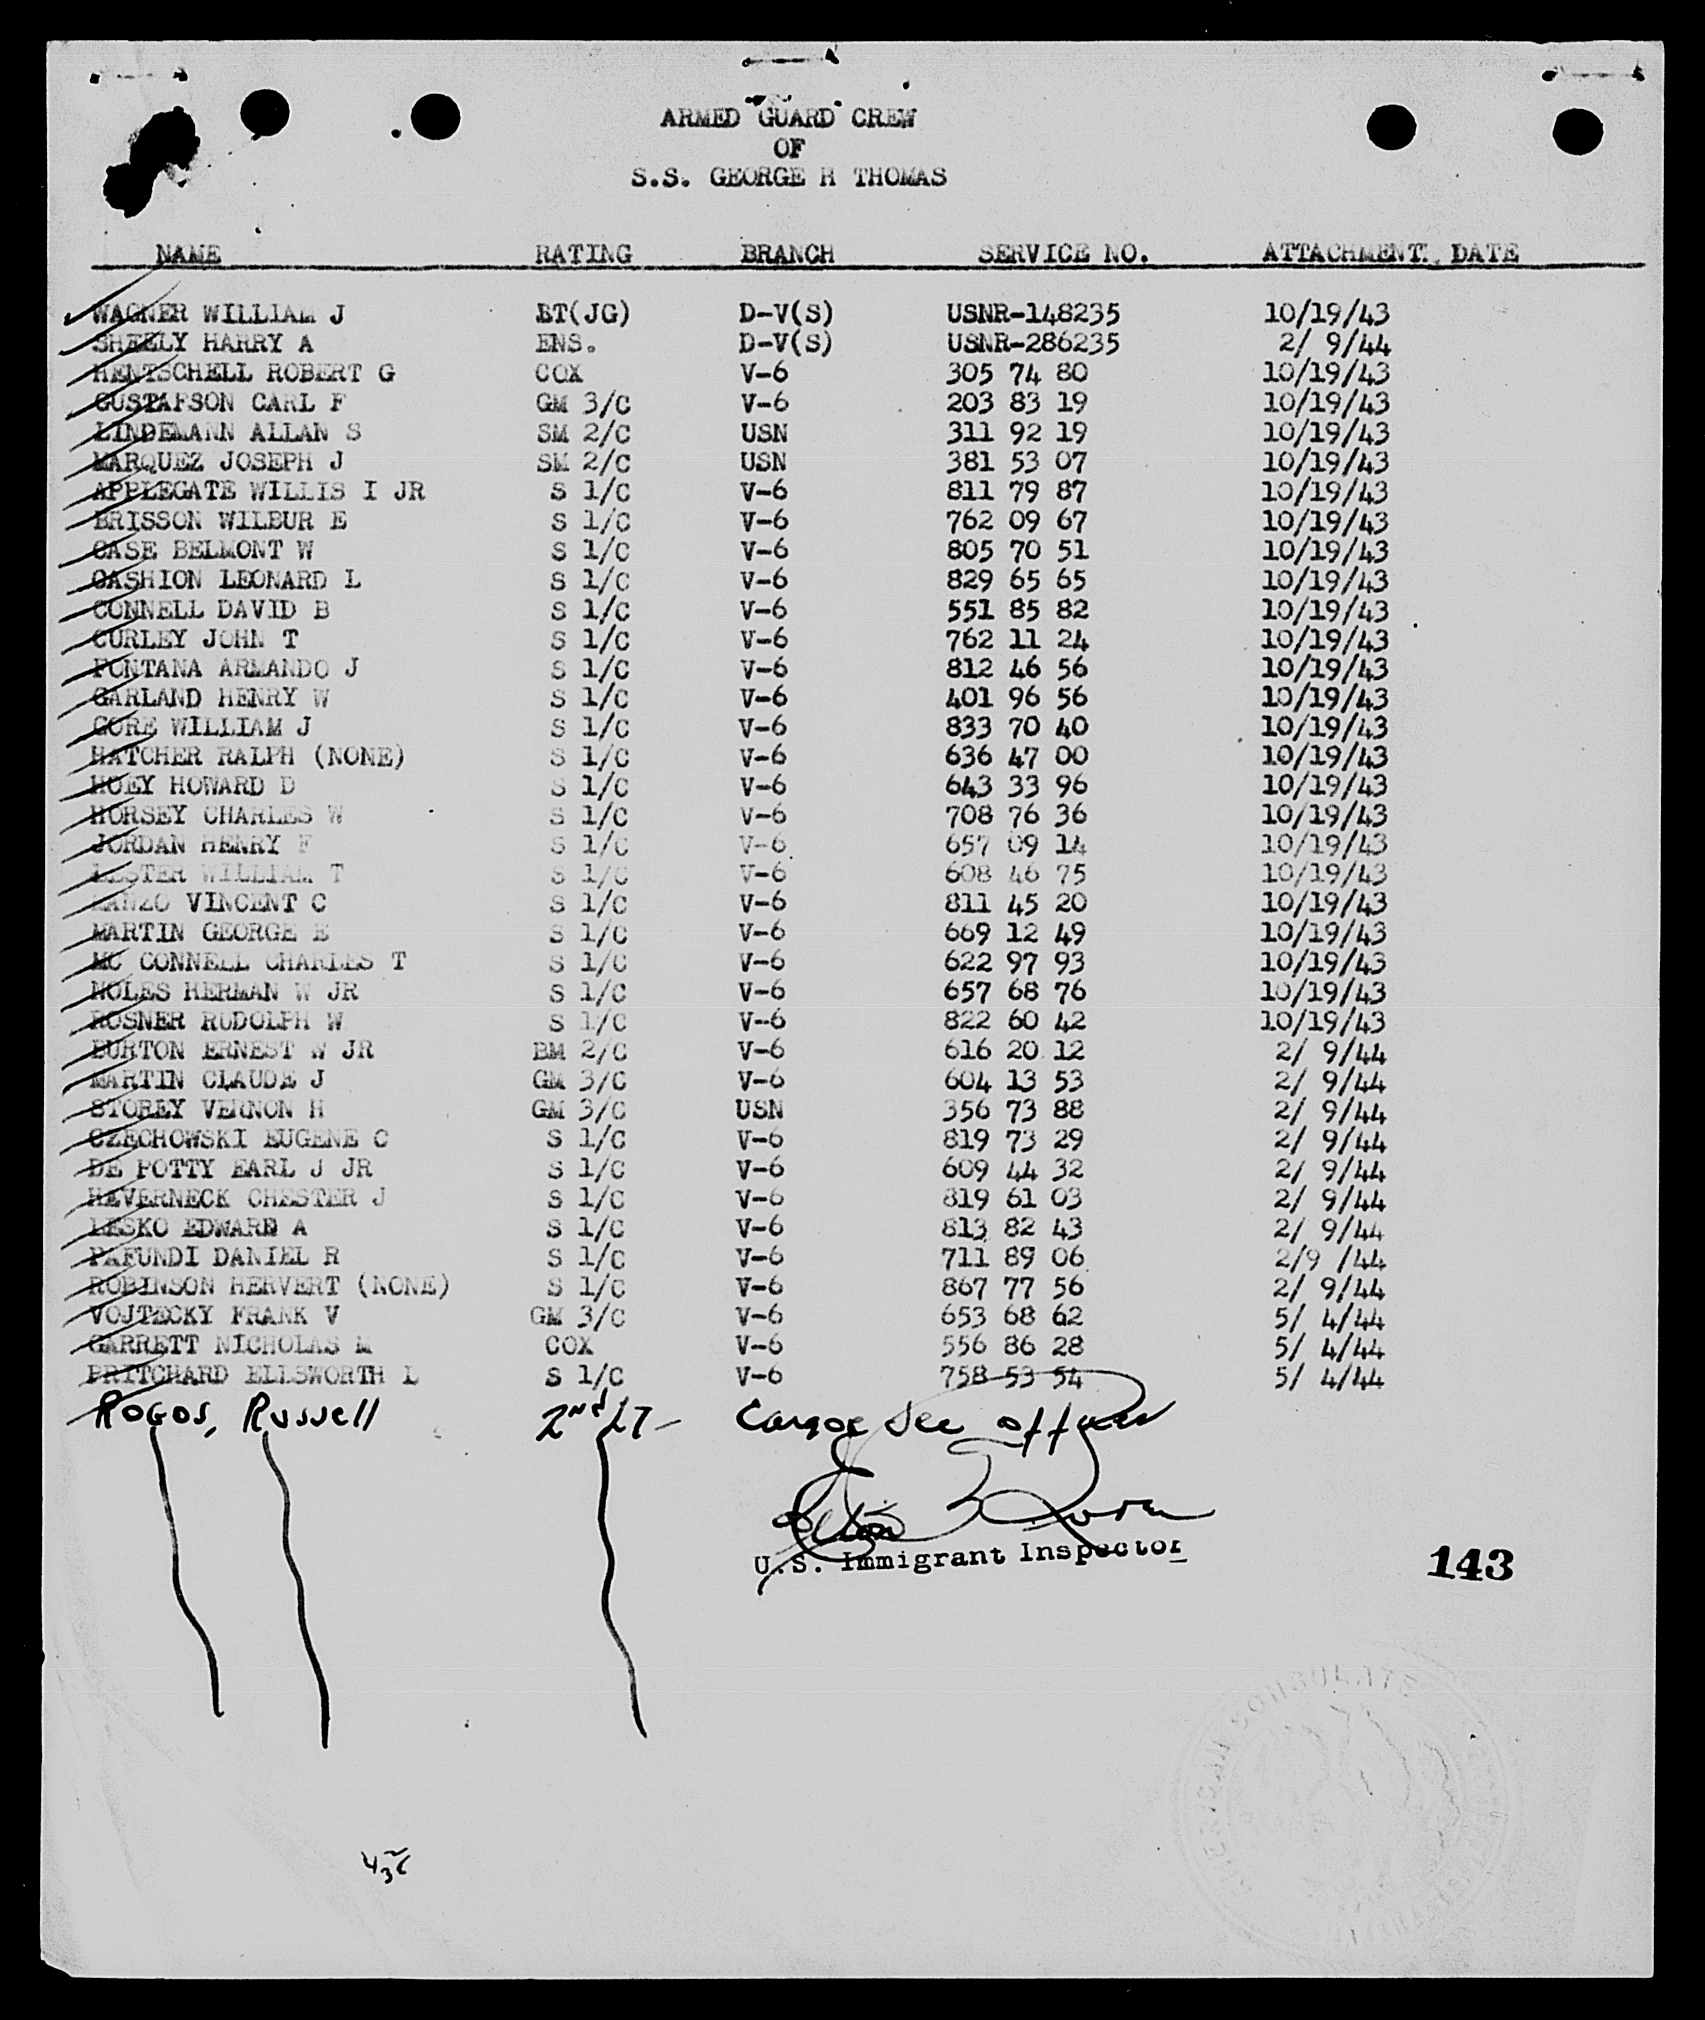 ARMED GUARD CREW
OF
S.S. GEORGE H THOMAS
NAME RATING BRANCH SERVICE NO. ATTACHMENT DATE
WAGNER WILLIAM J LT(JG) D-V(S) USNR-148235 10/19/43
SHEELY HARRY A ENS. D-V(S) USNR-286235 2/ 9/44
HENTSCHELL ROBERT G COX V-6 305 74 80 10/19/43
GUSTAFSON CARL F GM 3/C V-6 203 83 19 10/19/43
LINDEMANN ALLAN S SM 2/C USN 311 92 19 10/19/43
MARQUEZ JOSEPH J SM 2/C USN 381 53 07 10/19/43
APPLEGATE WILLIS I JR S 1/C V-6 811 79 87 10/19/43
BRISSON WILBUR E S 1/C V-6 762 09 67 10/19/43
CASE BELMONT W S 1/C V-6 805 70 51 10/19/43
CASHION LEONARD L S 1/C V-6 829 65 65 10/19/43
CONNELL DAVID B S 1/C V-6 551 85 82 10/19/43
CURLEY JOHN T S 1/C V-6 762 11 24 10/19/43
FONTANA ARMANDO J S 1/C V-6 812 46 56 10/19/43
GARLAND HENRY W S 1/C V-6 401 96 56 10/19/43
GORE WILLIAM J S 1/C V-6 833 70 40 10/19/43
HATCHER RALPH (NONE) S 1/C V-6 636 47 00 10/19/43
HOEY HOWARD D S 1/C V-6 643 33 96 10/19/43
HORSEY CHARLES W S 1/C V-6 708 76 36 10/19/43
JORDAN HENRY F S 1/C V-6 657 09 14 10/19/43
LESTER WILLIAM T S 1/C V-6 608 46 75 10/19/43
VINCENT C S 1/C V-6 811 45 20 10/19/43
MARTIN GEORGE E S 1/C V-6 669 12 49 10/19/43
MC CONNELL CHARLES T S 1/C V-6 622 97 93 10/19/43
NOLES HERMAN W JR S 1/C V-6 657 68 76 10/19/43
ROSNER RUDOLPH W S 1/C V-6 822 60 42 10/19/43
BURTON ERNEST W JR BM 2/C V-6 616 20 12 2/ 9/44
MARTIN CLAUDE J GM 3/C V-6 604 13 53 2/ 9/44
STOREY VERNON H GM 3/C USN 356 73 88 2/ 9/44
CZECHOWSKI EUGENE C S 1/C V-6 819 73 29 2/ 9/44
DE POTTY EARL J JR S 1/C V-6 609 44 32 2/ 9/44
HAVERNECK CHESTER J S 1/C V-6 819 61 03 2/ 9/44
LESKO EDWARD A S 1/C V-6 813 82 43 2/ 9/44
PAFUNDI DANIEL R S 1/C V-6 711 89 06 2/9 /44
ROBINSON HERVERT (NONE) S 1/C V-6 867 77 56 2/ 9/44
VOJTECKY FRANK V GM 3/C V-6 653 68 62 5/ 4/44
GARRETT NICHOLAS M COX V-6 556 86 28 5/ 4/44
PRITCHARD ELLSWORTH L S 1/C V-6 758 53 54 5/ 4/44
ROGOS, RUSSELL 2nd LT- Cargoe Sec officer
U.S. Immigrant Inspector
143
AMERICAN CONSULATE